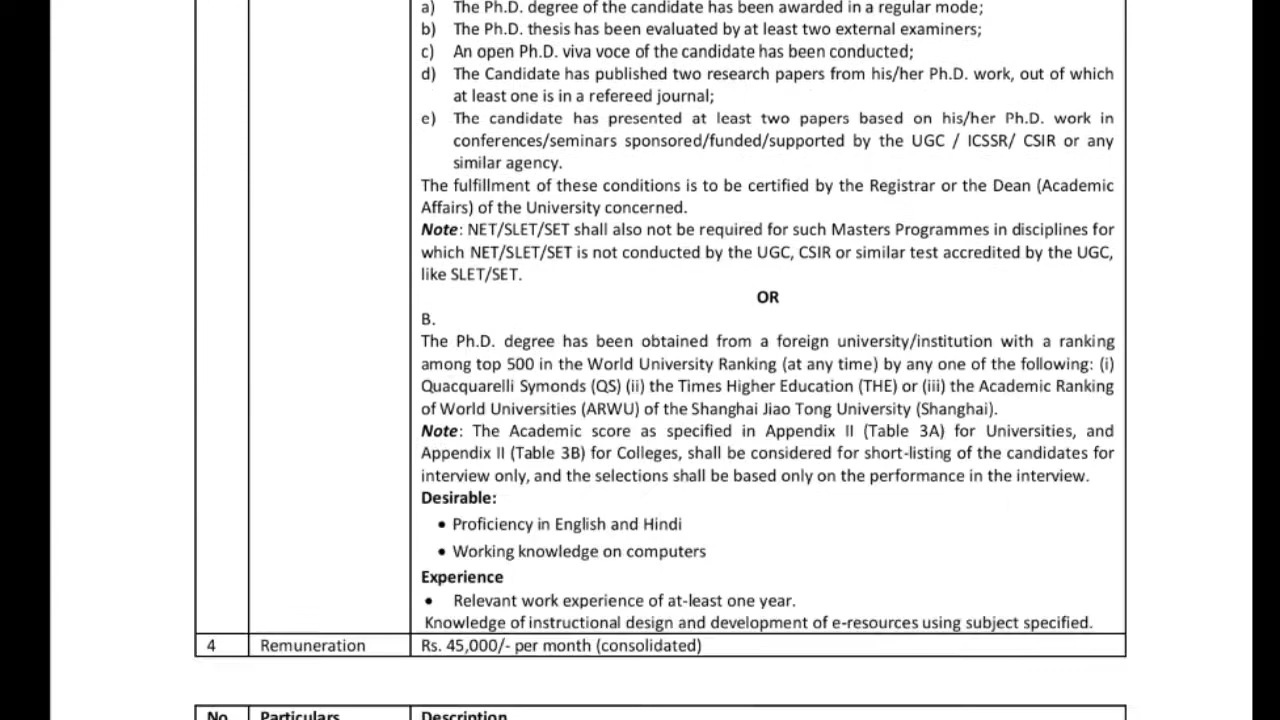 a) The Ph.D. degree of the candidate has been awarded in a regular mode;
b) The Ph.D. thesis has been evaluated by at least two external examiners;
c) An open Ph.D. viva voce of the candidate has been conducted;
d) The Candidate has published two research papers from his/her Ph.D. work, out of which
at least one is in a refereed journal;
e) The candidate has presented at least two papers based on his/her Ph.D. work in
conferences/seminars sponsored/funded/supported by the UGC / ICSSR/ CSIR or any
similar agency.
The fulfillment of these conditions is to be certified by the Registrar or the Dean (Academic
Affairs) of the University concerned.
Note: NET/SLET/SET shall also not be required for such Masters Programmes in disciplines for
which NET/SLET/SET is not conducted by the UGC, CSIR or similar test accredited by the UGC,
like SLET/SET.
OR
B.
The Ph.D. degree has been obtained from a foreign university/institution with a ranking
among top 500 in the World University Ranking (at any time) by any one of the following: (i)
Quacquarelli Symonds (QS) (ii) the Times Higher Education (THE) or (iii) the Academic Ranking
of World Universities (ARWU) of the Shanghai Jiao Tong University (Shanghai).
Note: The Academic score as specified in Appendix II (Table 3A) for Universities, and
Appendix II (Table 3B) for Colleges, shall be considered for short-listing of the candidates for
interview only, and the selections shall be based only on the performance in the interview.
Desirable:
• Proficiency in English and Hindi
• Working knowledge on computers
Experience
• Relevant work experience of at-least one year.
Knowledge of instructional design and development of e-resources using subject specified.
4 Remuneration Rs. 45,000/- per month (consolidated)
No Particulars Description